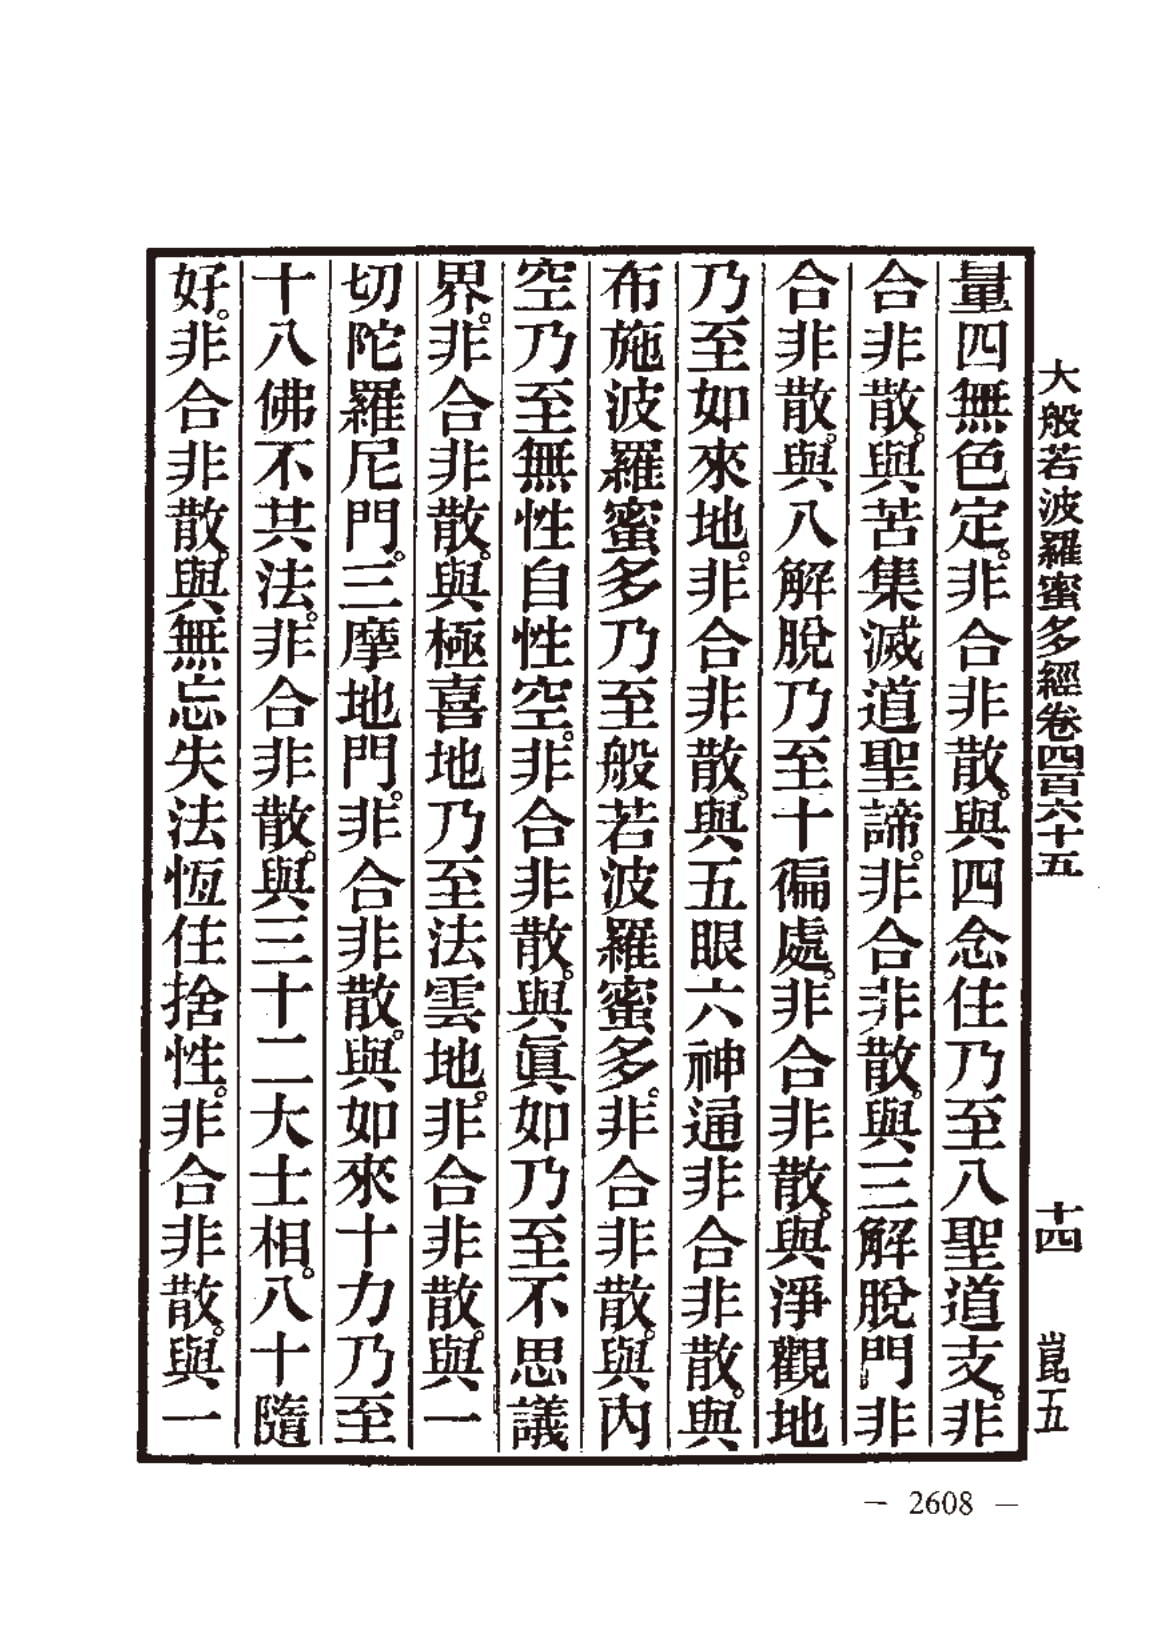 大般若波羅蜜多經卷四百六十五　十四　崑五
量四無色定。非合非散。與四念住乃至八聖道支。非
合非散。與苦集滅道聖諦。非合非散。與三解脫門非
合非散。與八解脫乃至十徧處。非合非散。與淨觀地
乃至如來地。非合非散。與五眼六神通非合非散。與
布施波羅蜜多乃至般若波羅蜜多。非合非散。與內
空乃至無性自性空。非合非散。與眞如乃至不思議
界。非合非散。與極喜地乃至法雲地。非合非散。與一
切陀羅尼門。三摩地門。非合非散。與如來十力乃至
十八佛不共法。非合非散。與三十二大士相。八十隨
好。非合非散。與無忘失法恆住捨性。非合非散。與一
— 2608 —